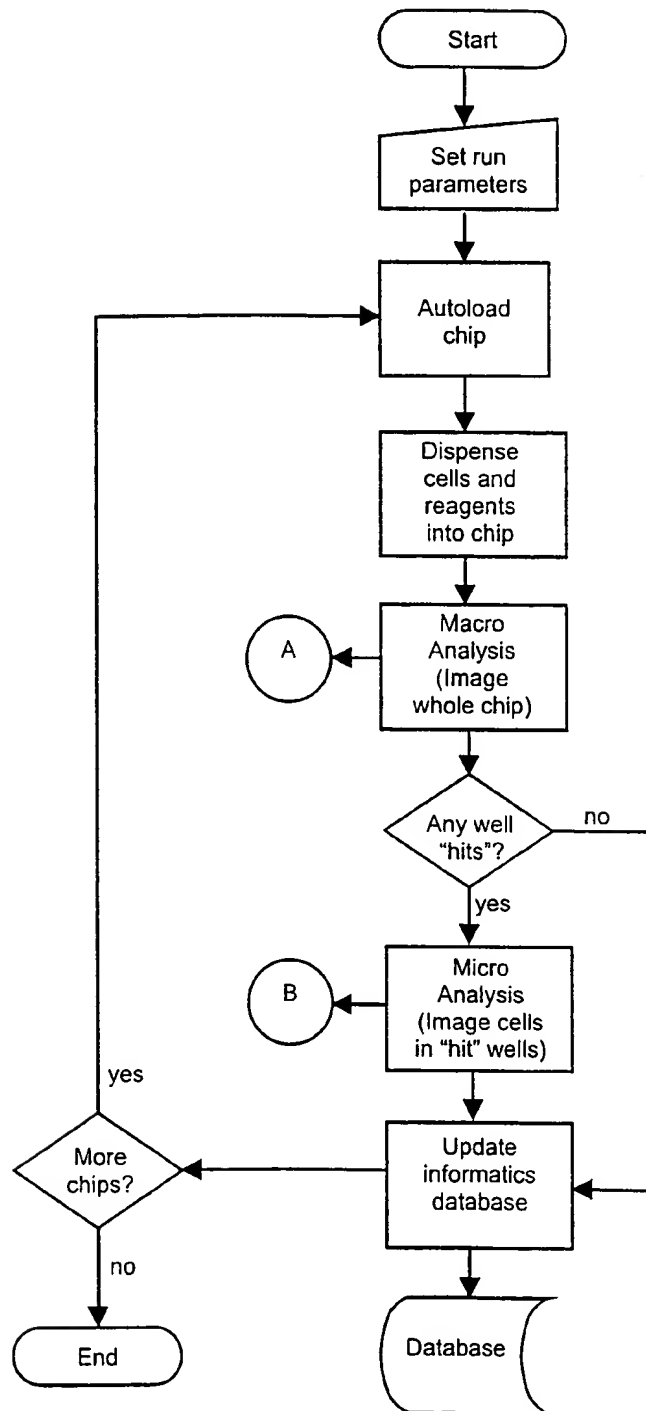 Start
Set run
parameters
Autoload
chip
Dispense
cells and
reagents
into chip
A
Macro
Analysis
(Image
whole chip)
Any well
"hits"?
no
yes
B
Micro
Analysis
(Image cells
in "hit" wells)
yes
More
chips?
Update
informatics
database
no
End
Database